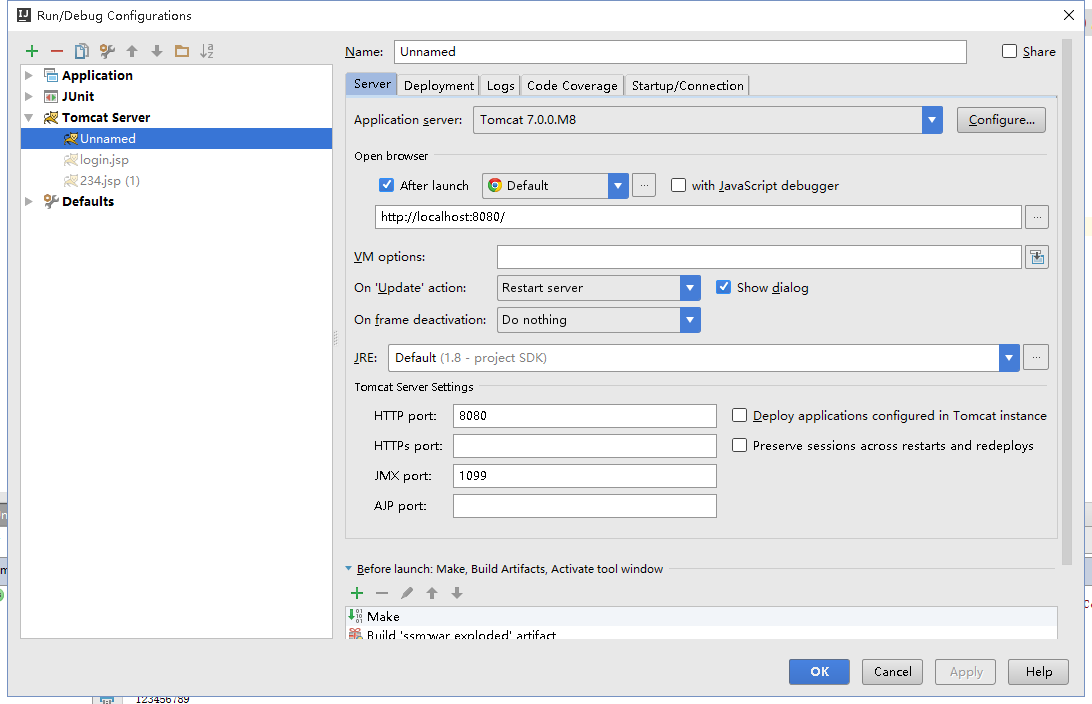 Run/Debug Configurations
Name: Unnamed Share
Application
JUnit
Tomcat Server
Unnamed
login.jsp
234.jsp (1)
Defaults
Server Deployment Logs Code Coverage Startup/Connection
Application server: Tomcat 7.0.0.M8 Configure...
Open browser
After launch Default ... with JavaScript debugger
http://localhost:8080/ ...
VM options:
On 'Update' action: Restart server Show dialog
On frame deactivation: Do nothing
JRE: Default (1.8 - project SDK) ...
Tomcat Server Settings
HTTP port: 8080 Deploy applications configured in Tomcat instance
HTTPs port: Preserve sessions across restarts and redeploys
JMX port: 1099
AJP port:
Before launch: Make, Build Artifacts, Activate tool window
Make
Build 'ssm:war exploded' artifact
OK Cancel Apply Help
123456789